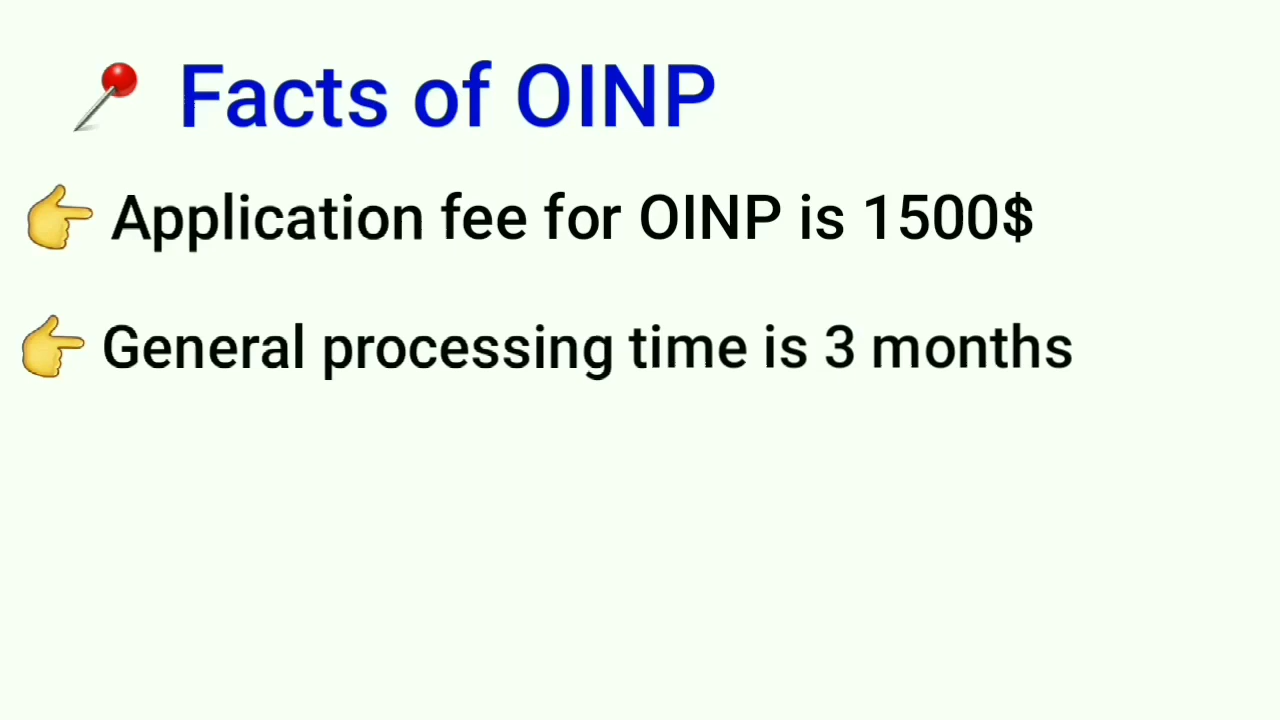 Facts of OINP
Application fee for OINP is 1500$
General processing time is 3 months